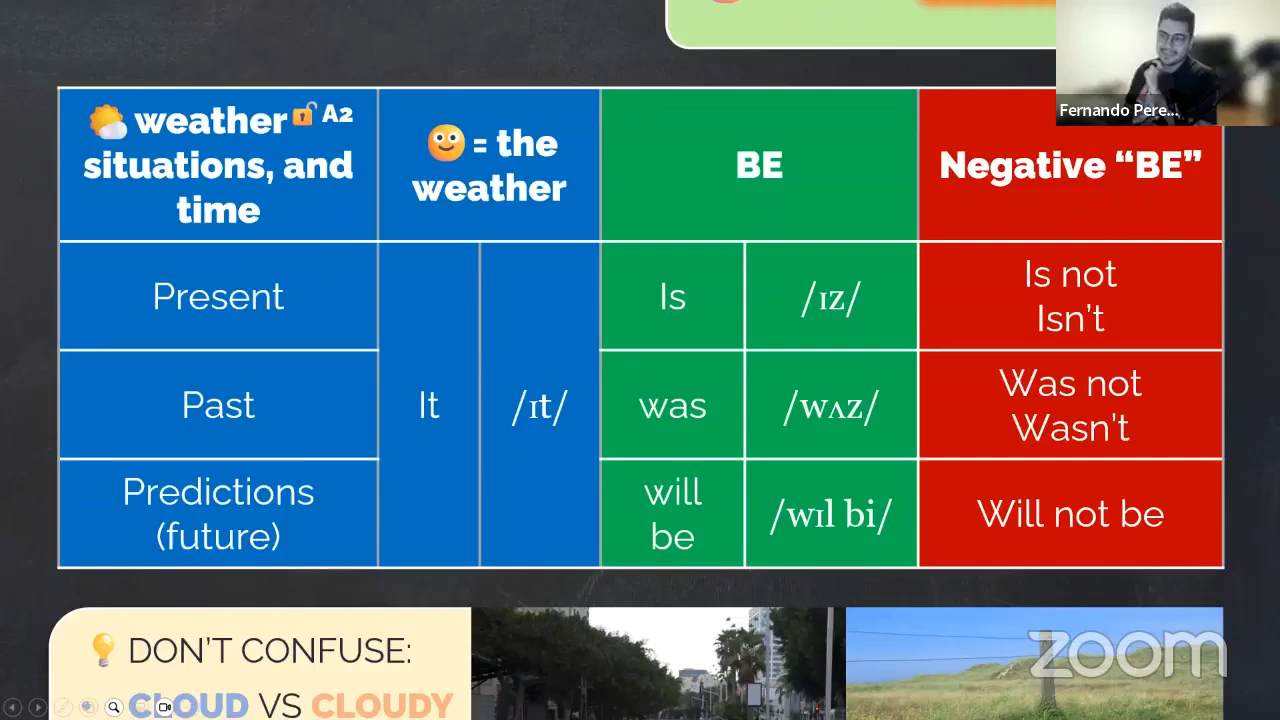 Fernando Pere...
weather A2
situations, and
time
= the
weather
BE
Negative “BE”
Present
Is
/ɪz/
Is not
Isn’t
Past
It
/ɪt/
was
/wʌz/
Was not
Wasn’t
Predictions
(future)
will
be
/wɪl bi/
Will not be
DON’T CONFUSE:
CLOUD VS CLOUDY
zoom